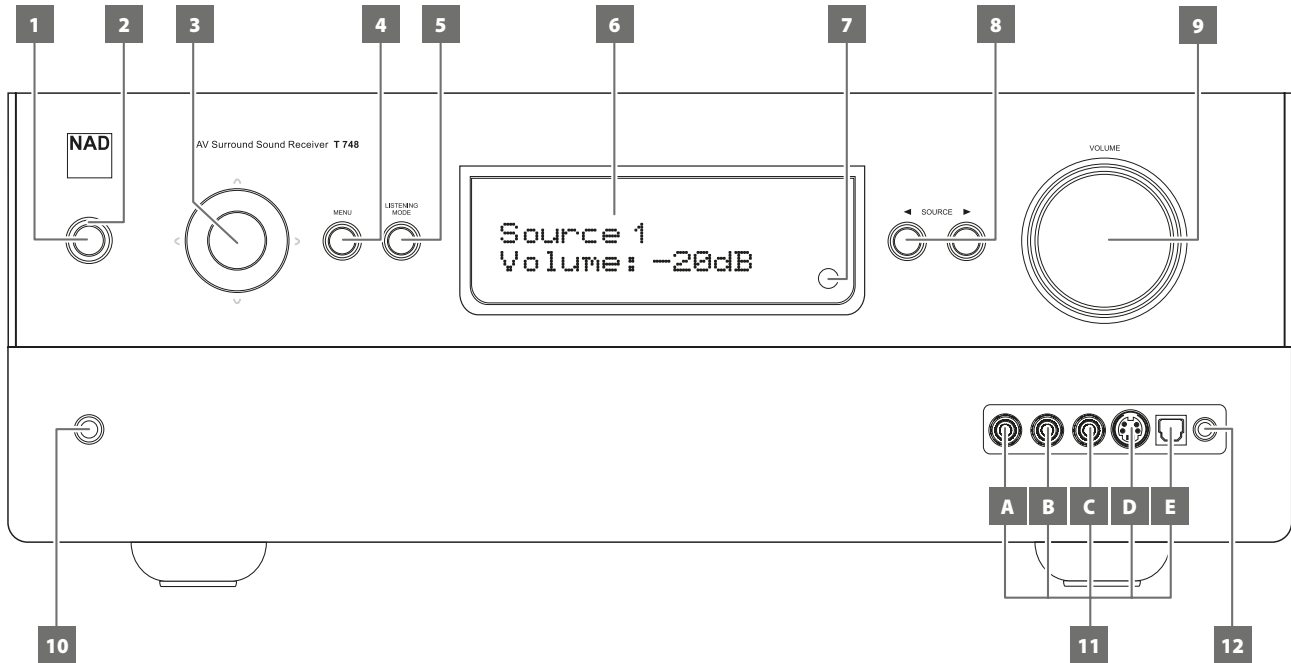 1 2 3 4 5 6 7 8 9
NAD
AV Surround Sound Receiver T 748
VOLUME
MENU
LISTENING
MODE
◄ SOURCE ►
Source 1
Volume: -20dB
A B C D E
10 11 12